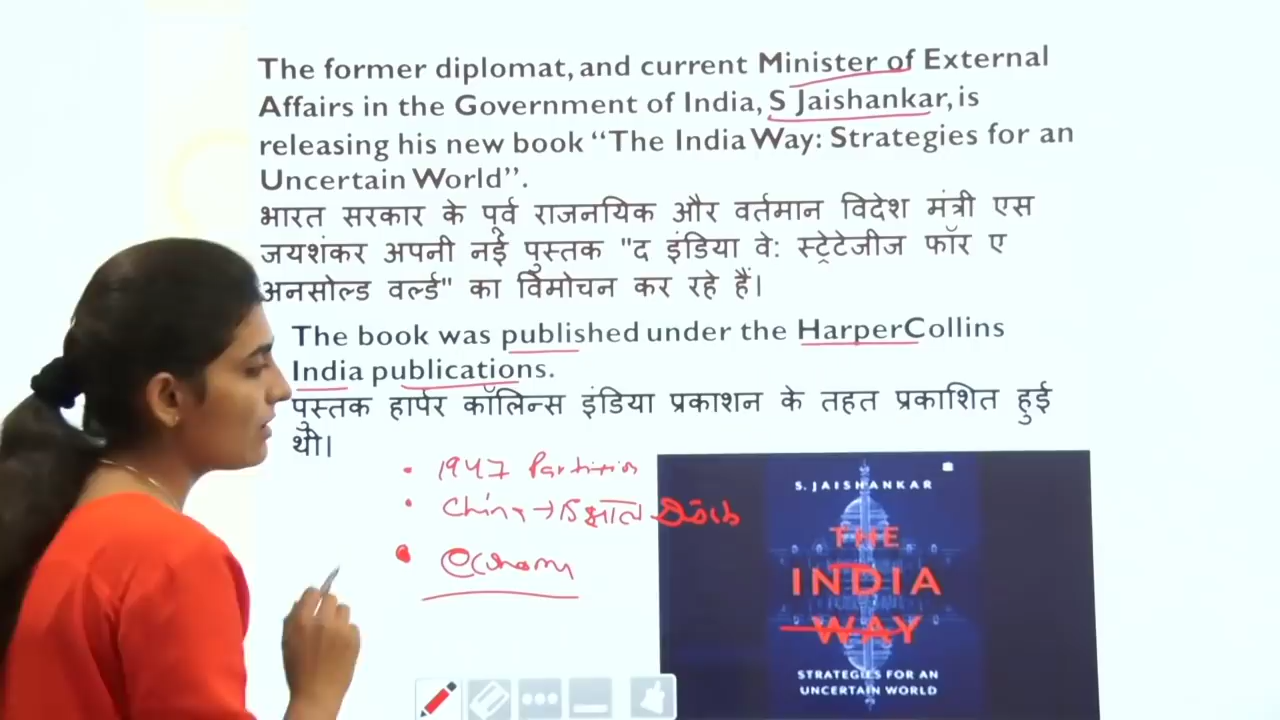 The former diplomat, and current Minister of External
Affairs in the Government of India, S Jaishankar, is
releasing his new book “The India Way: Strategies for an
Uncertain World”.
भारत सरकार के पूर्व राजनयिक और वर्तमान विदेश मंत्री एस
जयशंकर अपनी नई पुस्तक "द इंडिया वे: स्ट्रेटेजीज फॉर ए
अनसोल्ड वर्ल्ड" का विमोचन कर रहे हैं।
The book was published under the HarperCollins
India publications.
पुस्तक हार्पर कॉलिन्स इंडिया प्रकाशन के तहत प्रकाशित हुई
थी।
• 1947 Partition
• China →
•
S. JAISHANKAR
THE
INDIA
WAY
STRATEGIES FOR AN
UNCERTAIN WORLD